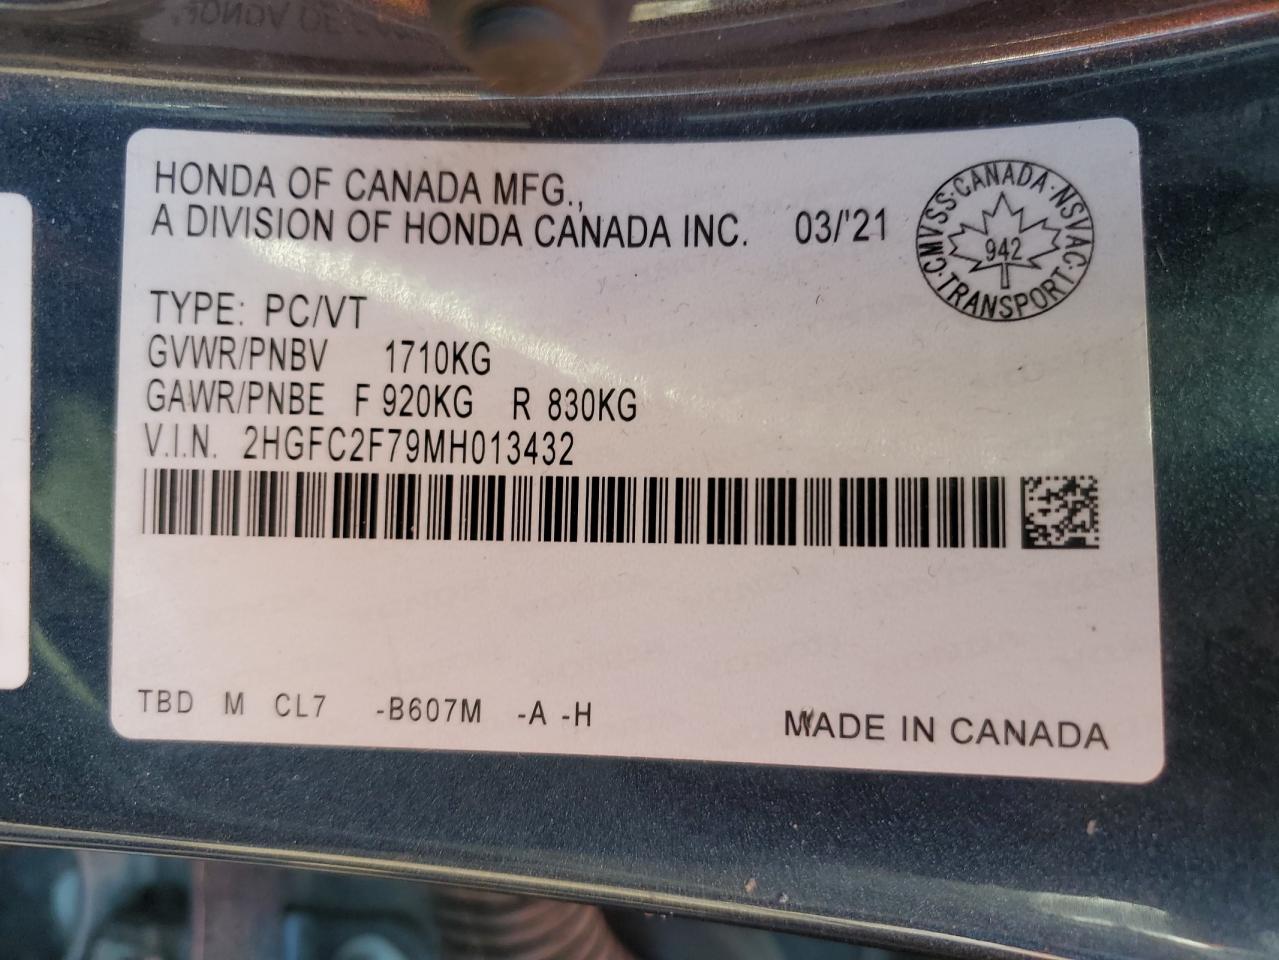 HONDA OF CANADA MFG.,
A DIVISION OF HONDA CANADA INC. 03/'21
CMVSS·CANADA·NSVAC·TRANSPORT·
942
TYPE: PC/VT
GVWR/PNBV 1710KG
GAWR/PNBE F 920KG R 830KG
V.I.N. 2HGFC2F79MH013432
TBD M CL7 -B607M -A -H
MADE IN CANADA